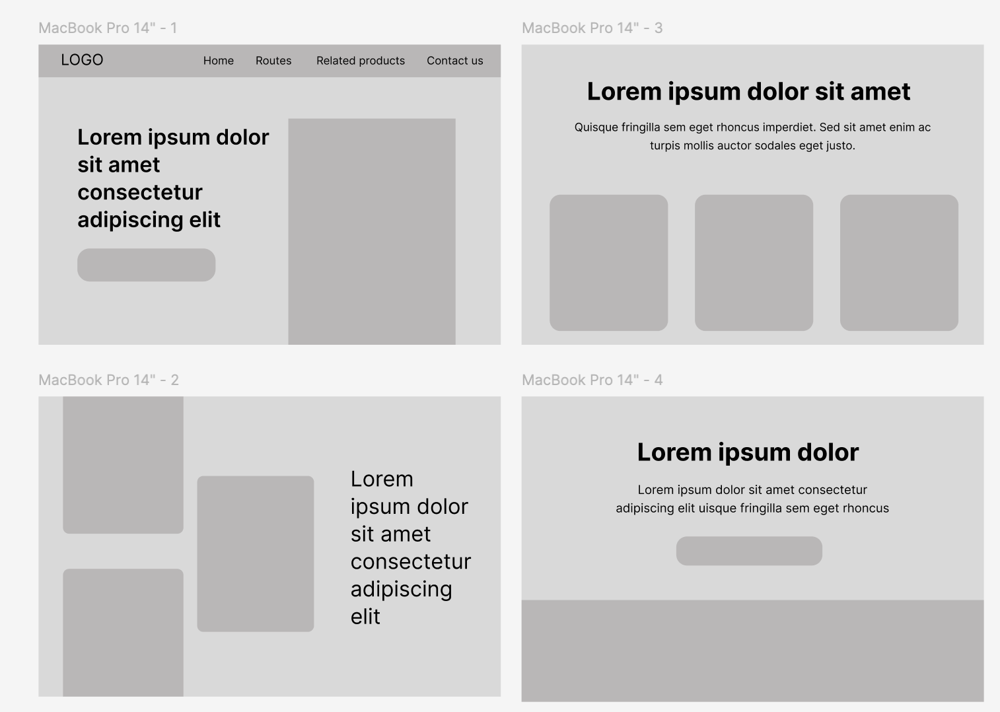 MacBook Pro 14" - 1
LOGO
Home
Routes
Related products
Contact us
Lorem ipsum dolor
sit amet
consectetur
adipiscing elit
MacBook Pro 14" - 3
Lorem ipsum dolor sit amet
Quisque fringilla sem eget rhoncus imperdiet. Sed sit amet enim ac
turpis mollis auctor sodales eget justo.
MacBook Pro 14" - 2
Lorem
ipsum dolor
sit amet
consectetur
adipiscing
elit
MacBook Pro 14" - 4
Lorem ipsum dolor
Lorem ipsum dolor sit amet consectetur
adipiscing elit uisque fringilla sem eget rhoncus